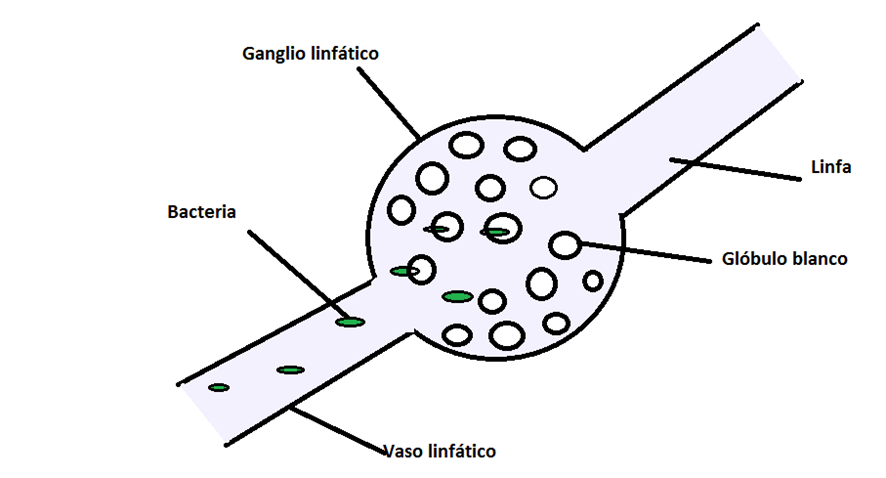 Ganglio linfático
Linfa
Bacteria
Glóbulo blanco
Vaso linfático